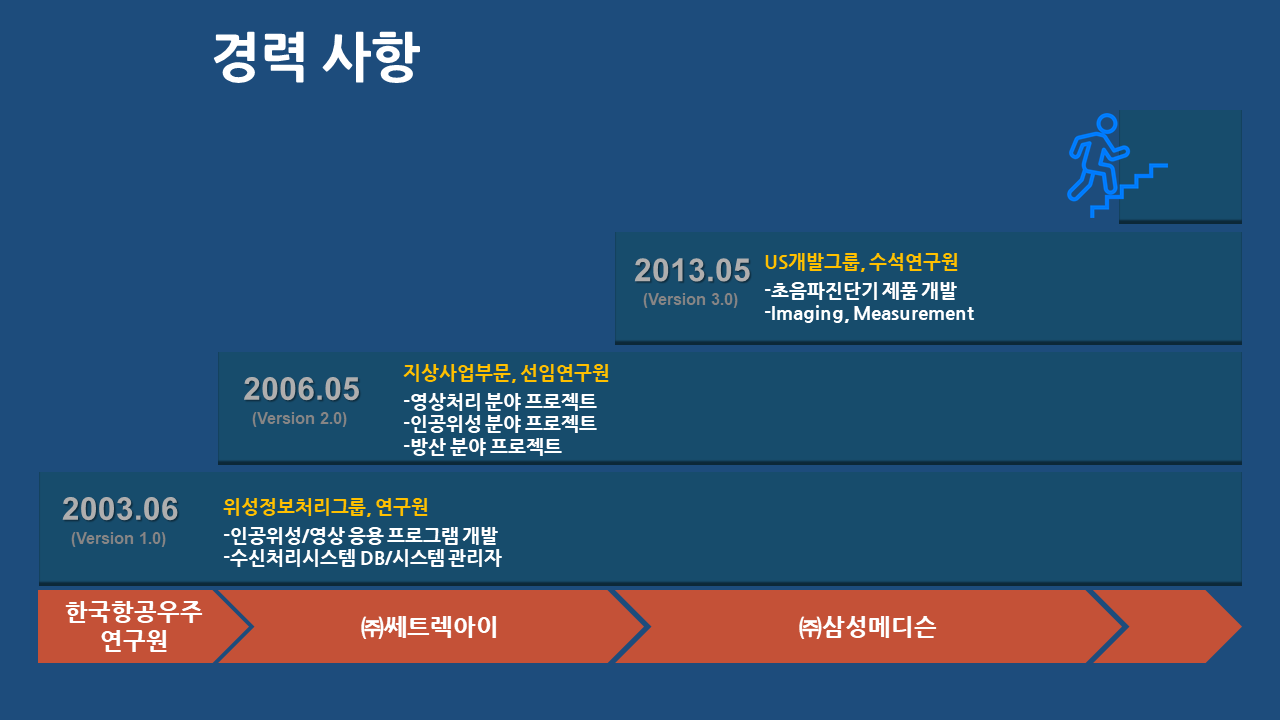 경력 사항
2013.05
(Version 3.0)
US개발그룹, 수석연구원
-초음파진단기 제품 개발
-Imaging, Measurement
2006.05
(Version 2.0)
지상사업부문, 선임연구원
-영상처리 분야 프로젝트
-인공위성 분야 프로젝트
-방산 분야 프로젝트
2003.06
(Version 1.0)
위성정보처리그룹, 연구원
-인공위성/영상 응용 프로그램 개발
-수신처리시스템 DB/시스템 관리자
한국항공우주
연구원
㈜쎄트렉아이
㈜삼성메디슨